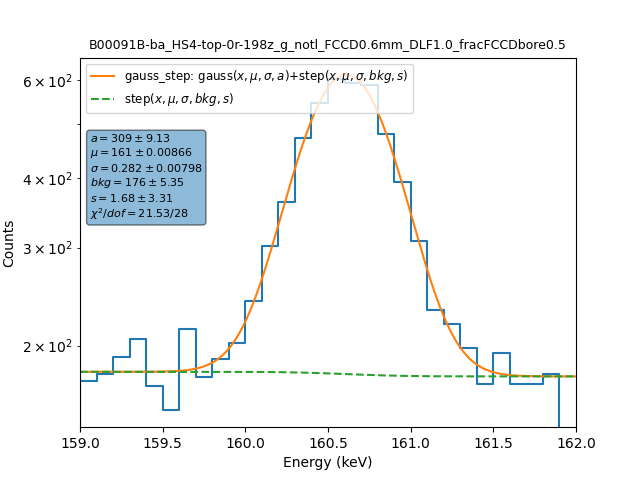 B00091B-ba_HS4-top-0r-198z_g_notl_FCCD0.6mm_DLF1.0_fracFCCDbore0.5
gauss_step: gauss(x, μ, σ, a)+step(x, μ, σ, bkg, s)
step(x, μ, σ, bkg, s)
a = 309 ± 9.13
μ = 161 ± 0.00866
σ = 0.282 ± 0.00798
bkg = 176 ± 5.35
s = 1.68 ± 3.31
χ²/dof = 21.53/28
6 × 10²
4 × 10²
3 × 10²
2 × 10²
Counts
159.0 159.5 160.0 160.5 161.0 161.5 162.0
Energy (keV)